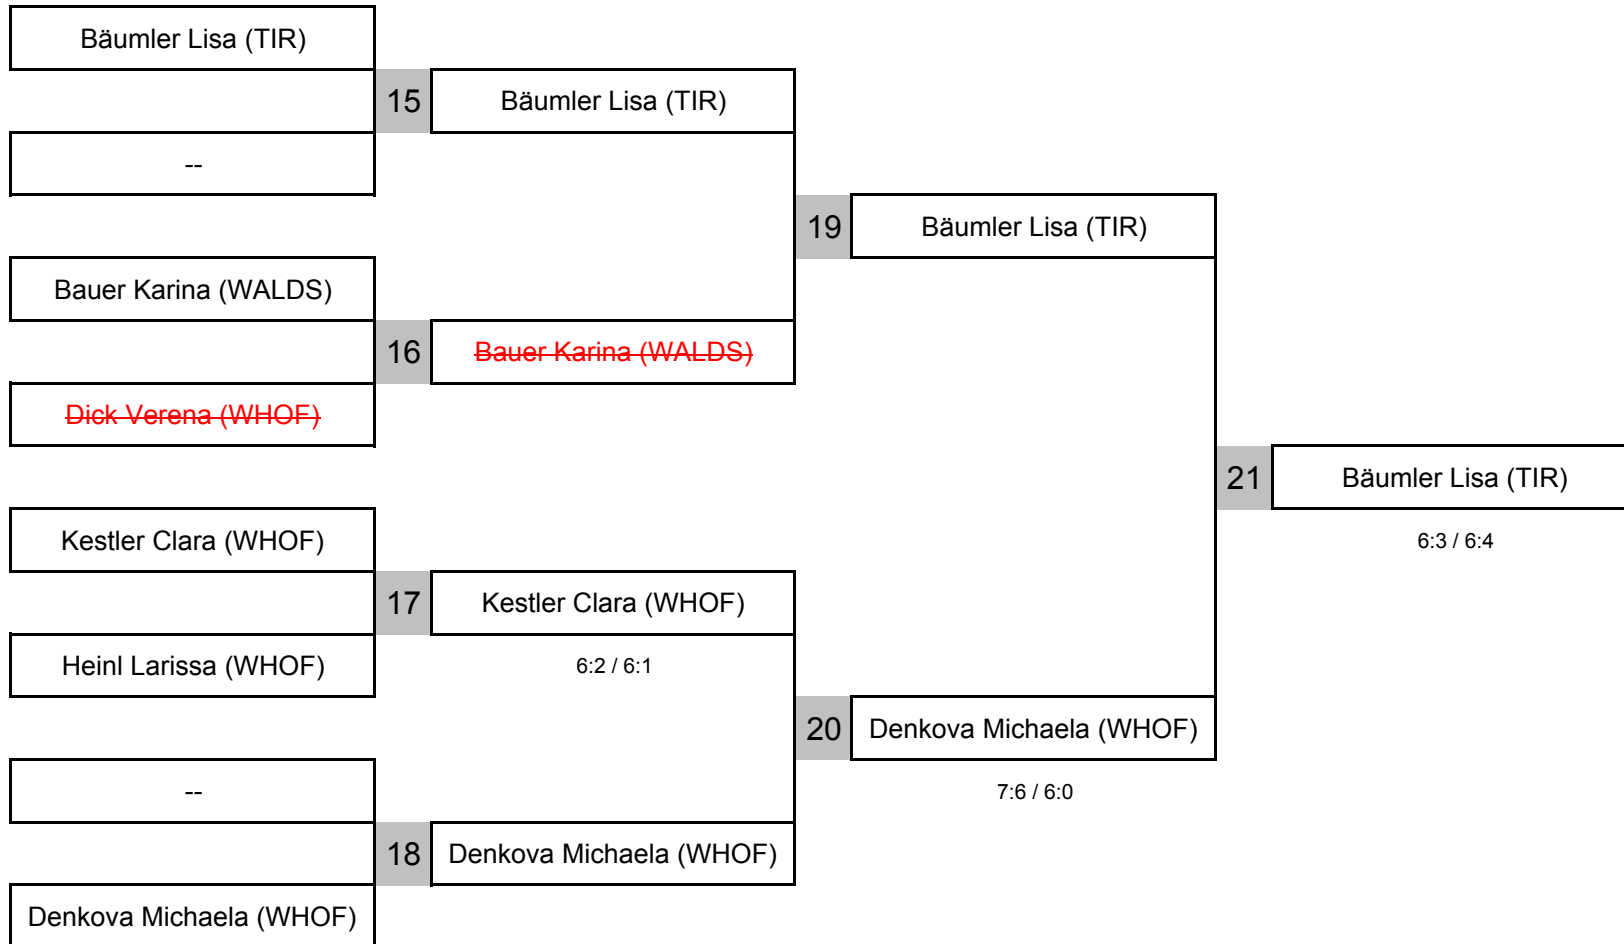 Bäumler Lisa (TIR)
15
Bäumler Lisa (TIR)
--
19
Bäumler Lisa (TIR)
Bauer Karina (WALDS)
16
Bauer Karina (WALDS)
Dick Verena (WHOF)
21
Bäumler Lisa (TIR)
6:3 / 6:4
Kestler Clara (WHOF)
17
Kestler Clara (WHOF)
Heinl Larissa (WHOF)
6:2 / 6:1
20
Denkova Michaela (WHOF)
7:6 / 6:0
--
18
Denkova Michaela (WHOF)
Denkova Michaela (WHOF)